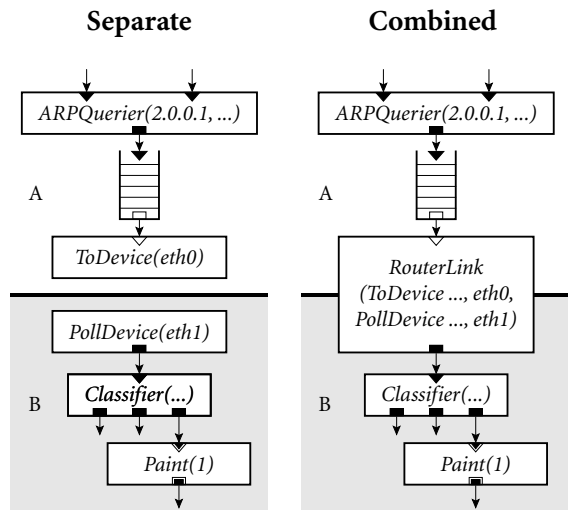 Separate
ARPQuerier(2.0.0.1, ...)
A
ToDevice(eth0)
PollDevice(eth1)
B
Classifier(...)
Paint(1)
Combined
ARPQuerier(2.0.0.1, ...)
A
RouterLink
(ToDevice ..., eth0,
PollDevice ..., eth1)
B
Classifier(...)
Paint(1)